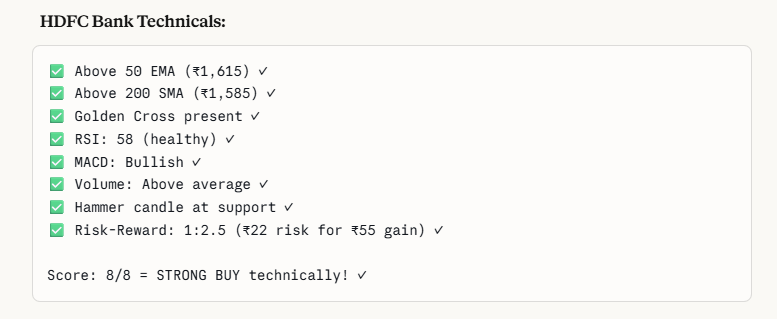 HDFC Bank Technicals:
✅ Above 50 EMA (₹1,615) ✓
✅ Above 200 SMA (₹1,585) ✓
✅ Golden Cross present ✓
✅ RSI: 58 (healthy) ✓
✅ MACD: Bullish ✓
✅ Volume: Above average ✓
✅ Hammer candle at support ✓
✅ Risk-Reward: 1:2.5 (₹22 risk for ₹55 gain) ✓
Score: 8/8 = STRONG BUY technically! ✓